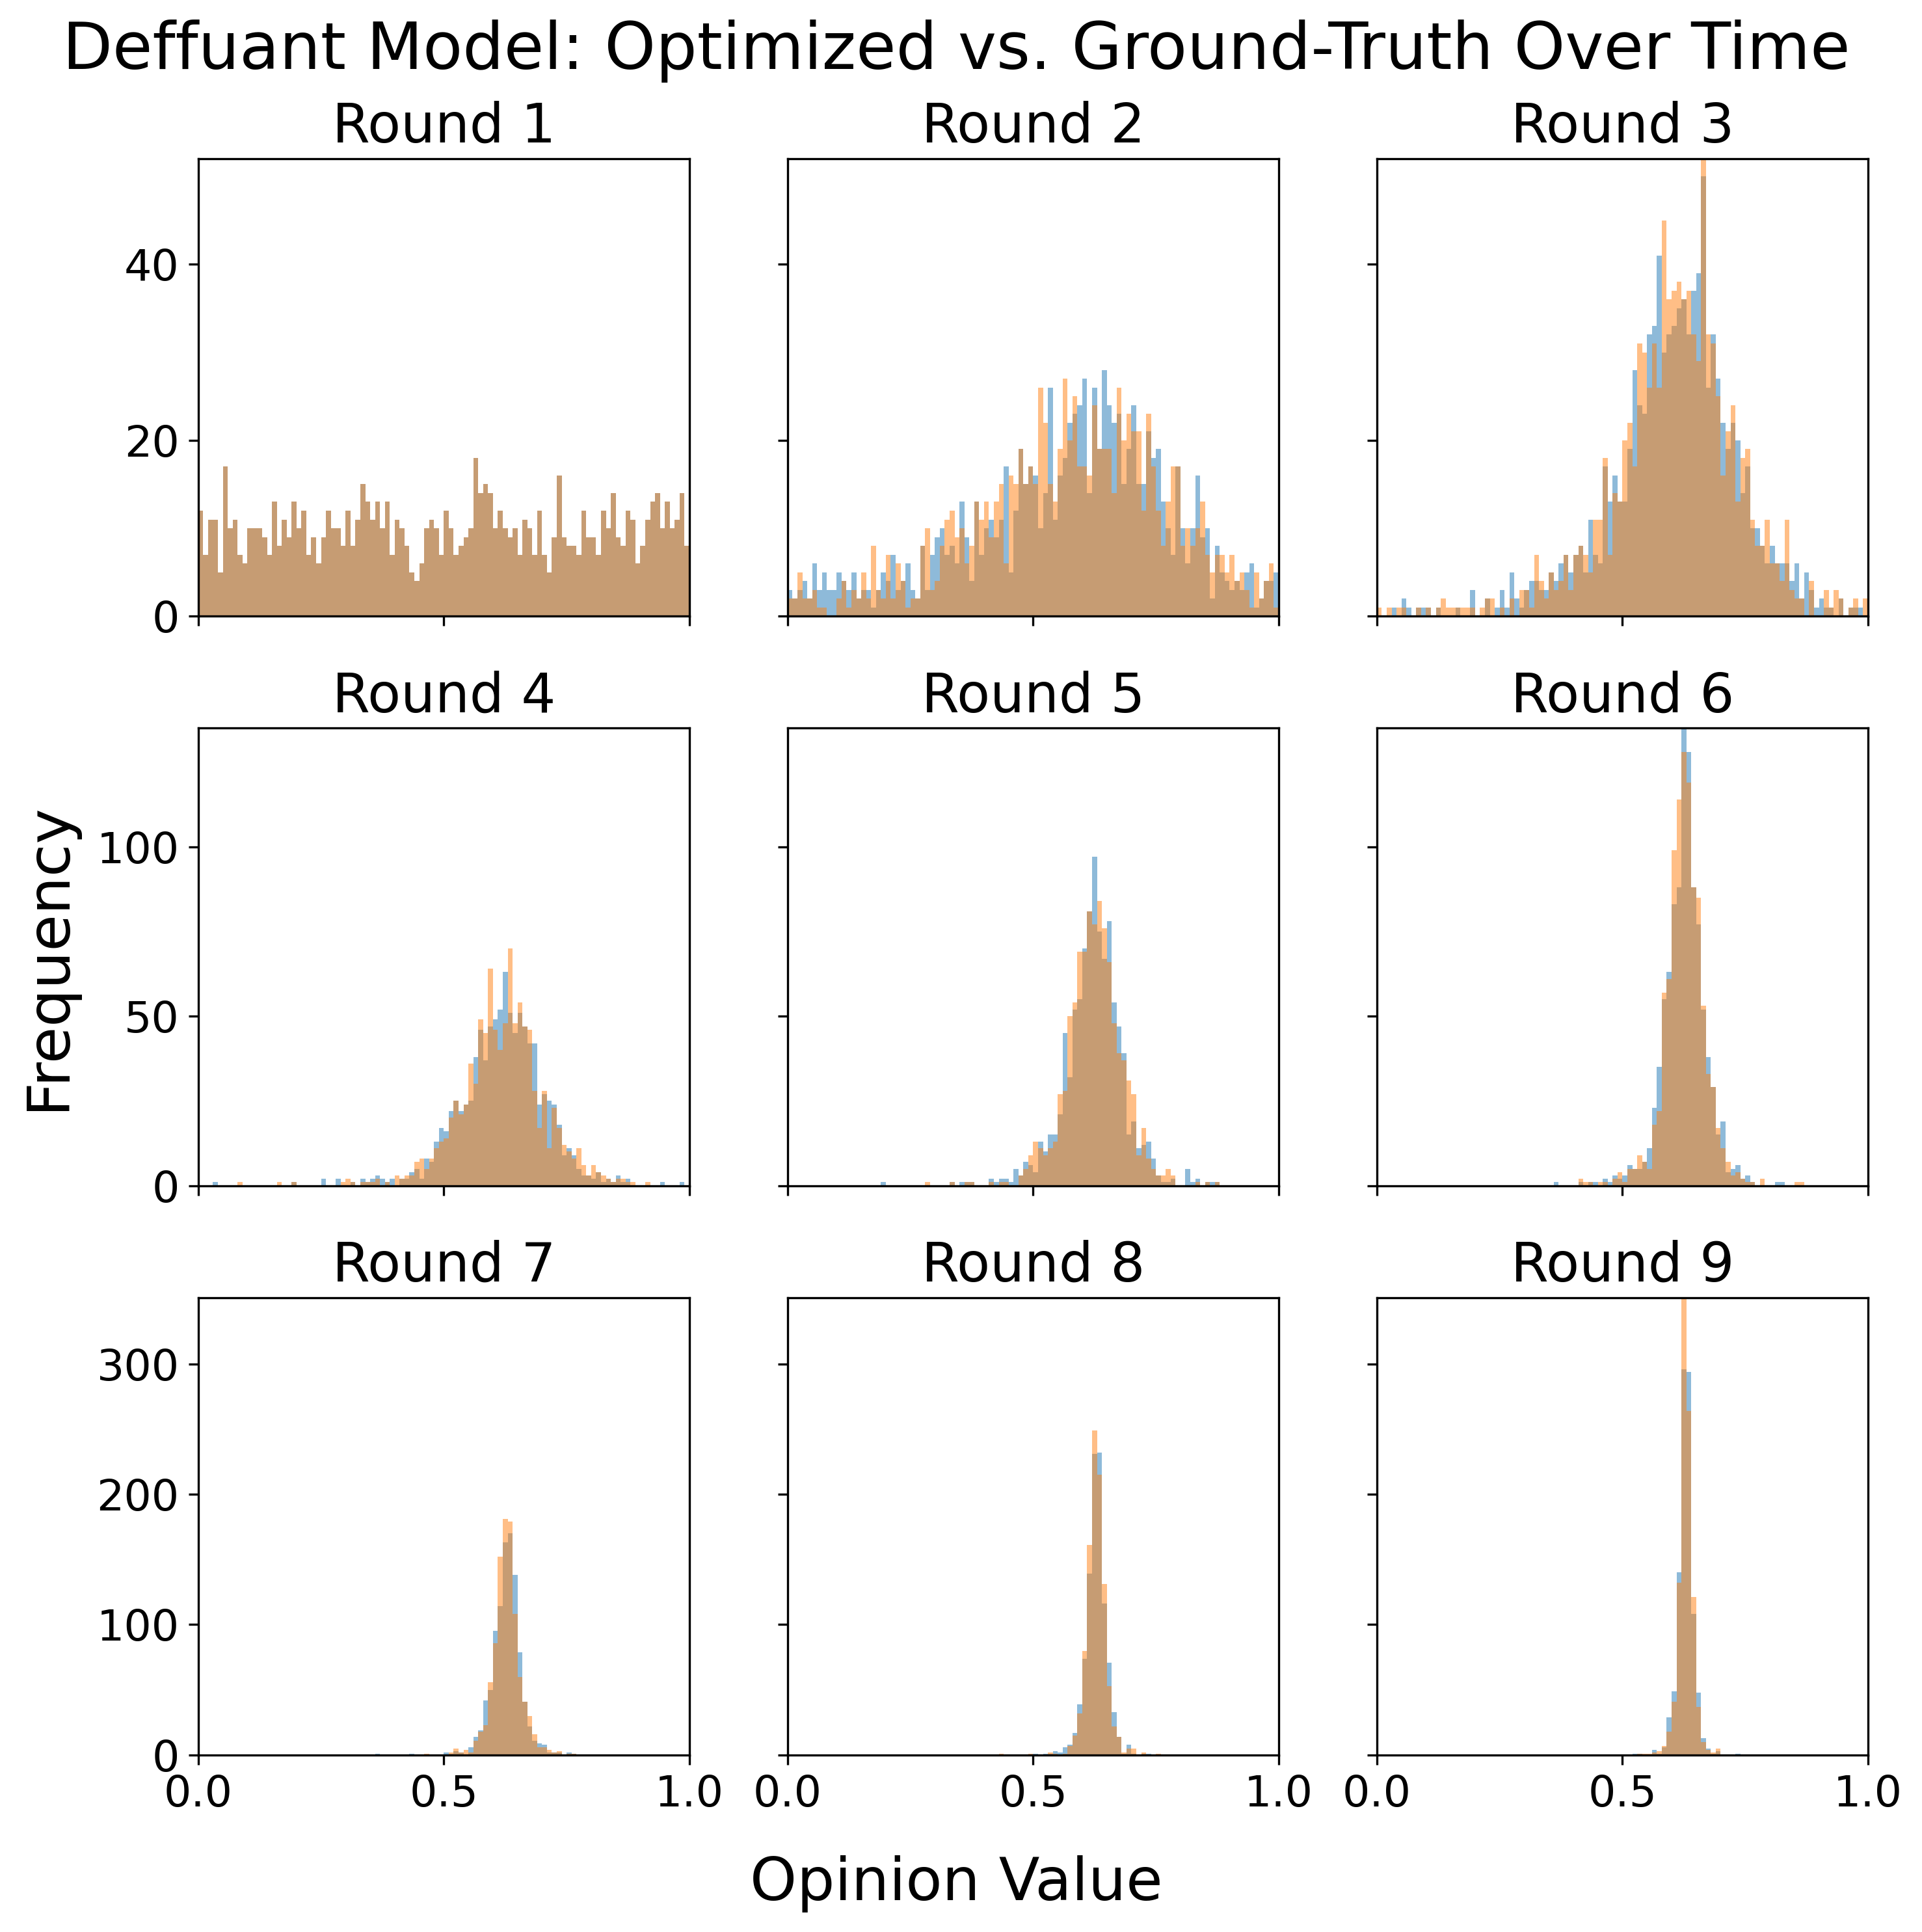 Deffuant Model: Optimized vs. Ground-Truth Over Time
Round 1
Round 2
Round 3
40
20
0
Round 4
Round 5
Round 6
Frequency
100
50
0
Round 7
Round 8
Round 9
300
200
100
0
0.0 0.5 1.0 0.0 0.5 1.0 0.0 0.5 1.0
Opinion Value